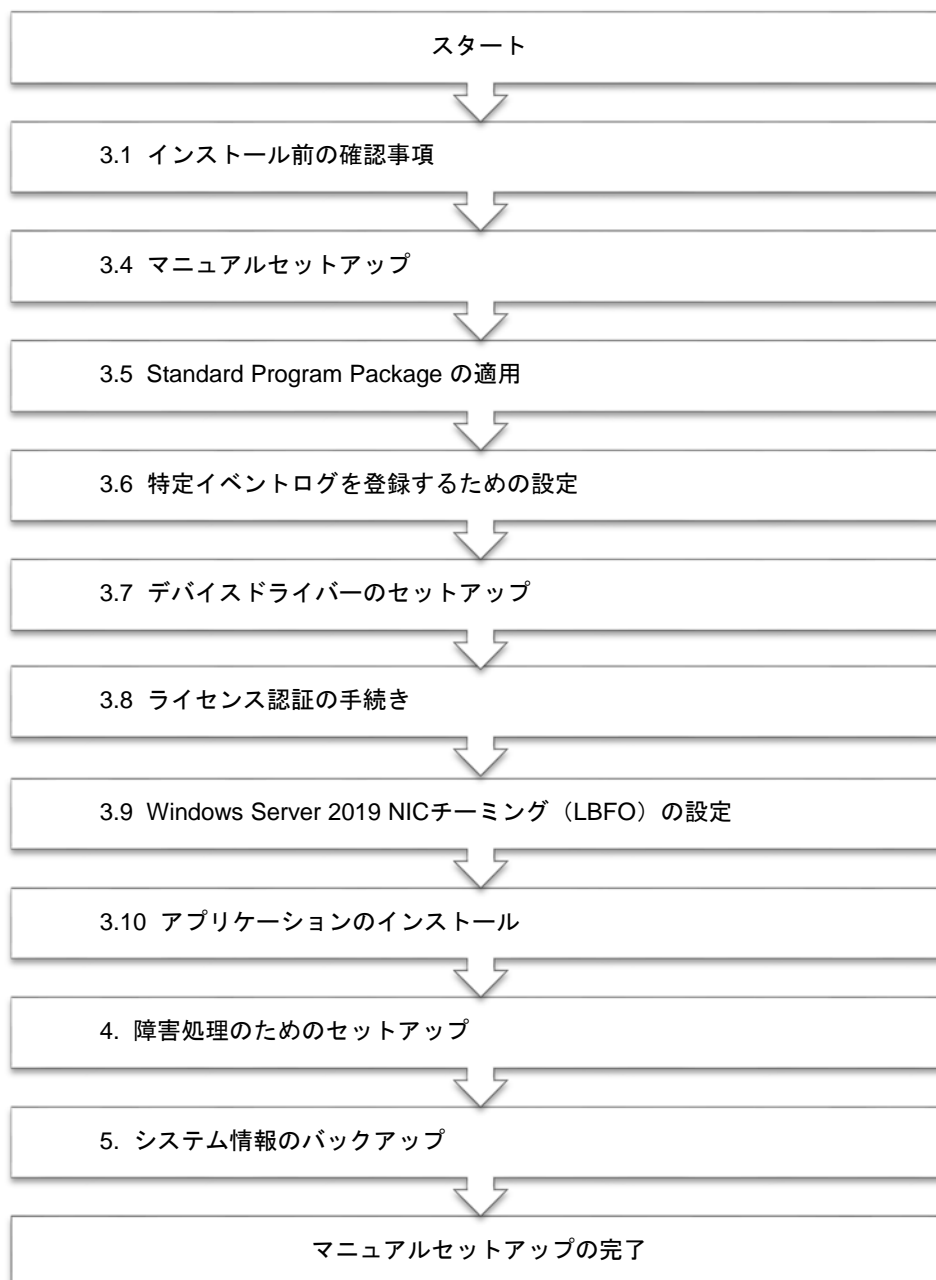 スタート
3.1 インストール前の確認事項
3.4 マニュアルセットアップ
3.5 Standard Program Package の適用
3.6 特定イベントログを登録するための設定
3.7 デバイスドライバーのセットアップ
3.8 ライセンス認証の手続き
3.9 Windows Server 2019 NICチーミング（LBFO）の設定
3.10 アプリケーションのインストール
4. 障害処理のためのセットアップ
5. システム情報のバックアップ
マニュアルセットアップの完了